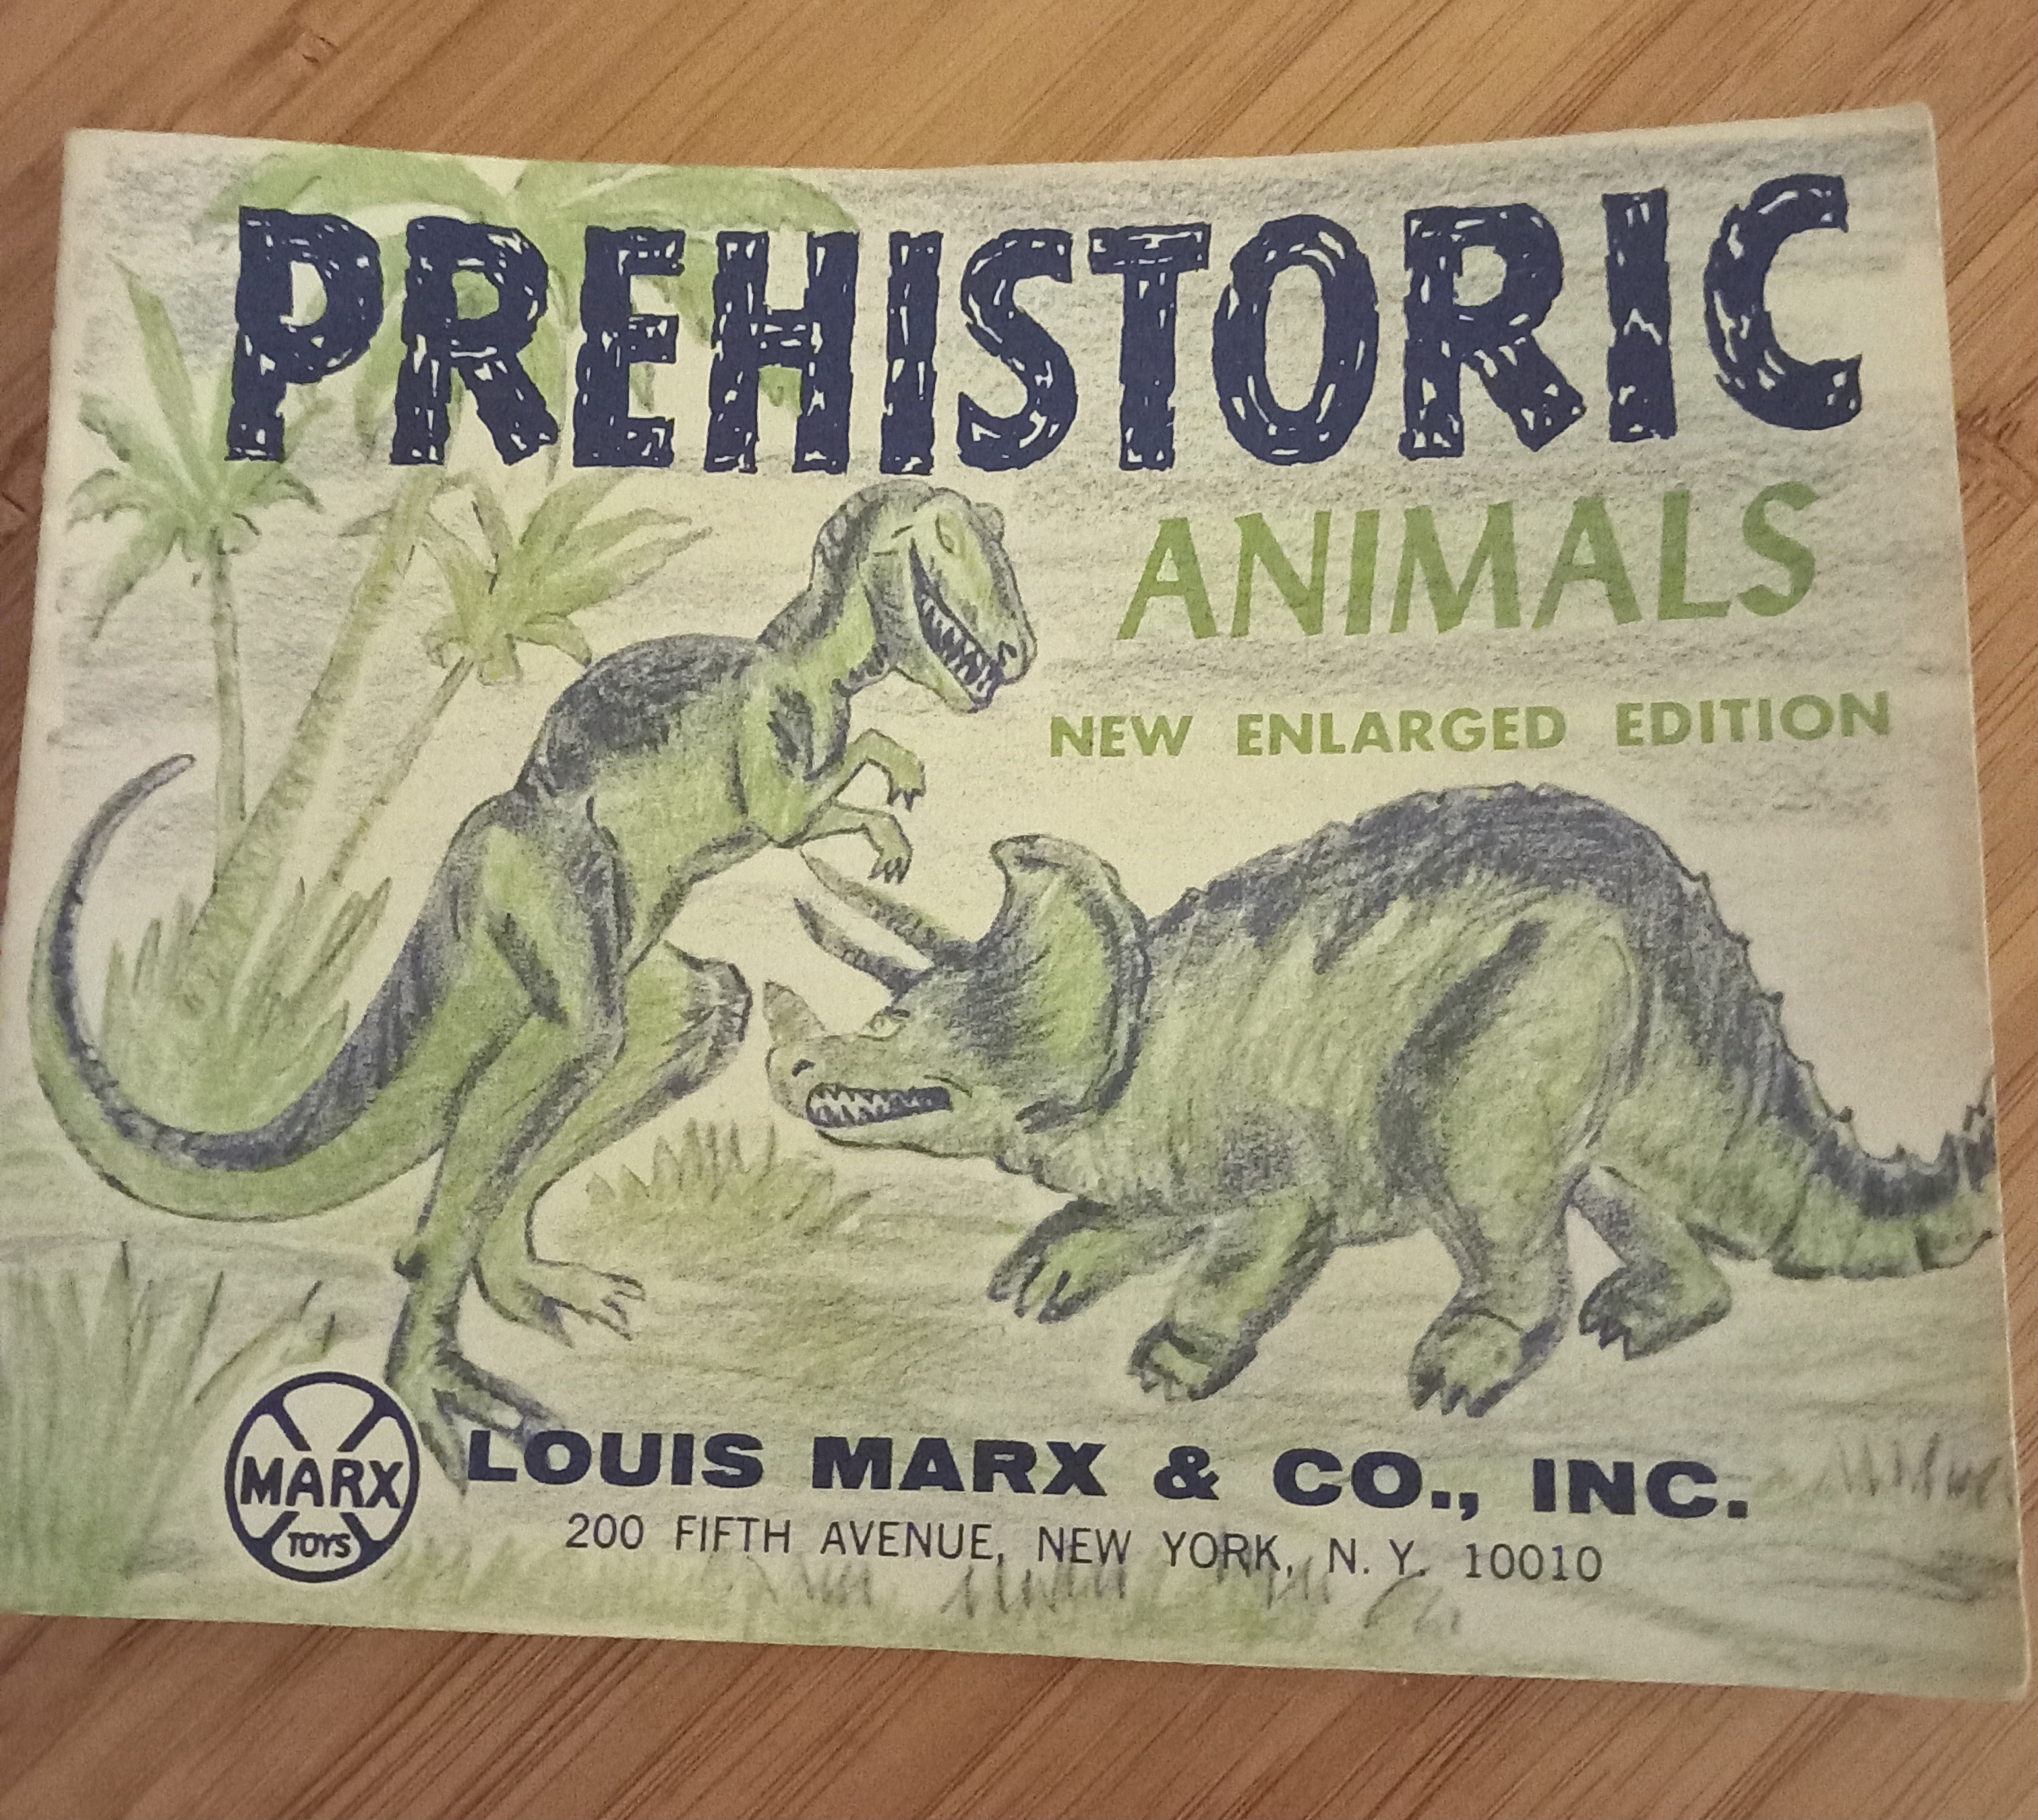 PREHISTORIC
ANIMALS
NEW ENLARGED EDITION
MARX
TOYS
LOUIS MARX & CO., INC.
200 FIFTH AVENUE, NEW YORK, N. Y. 10010